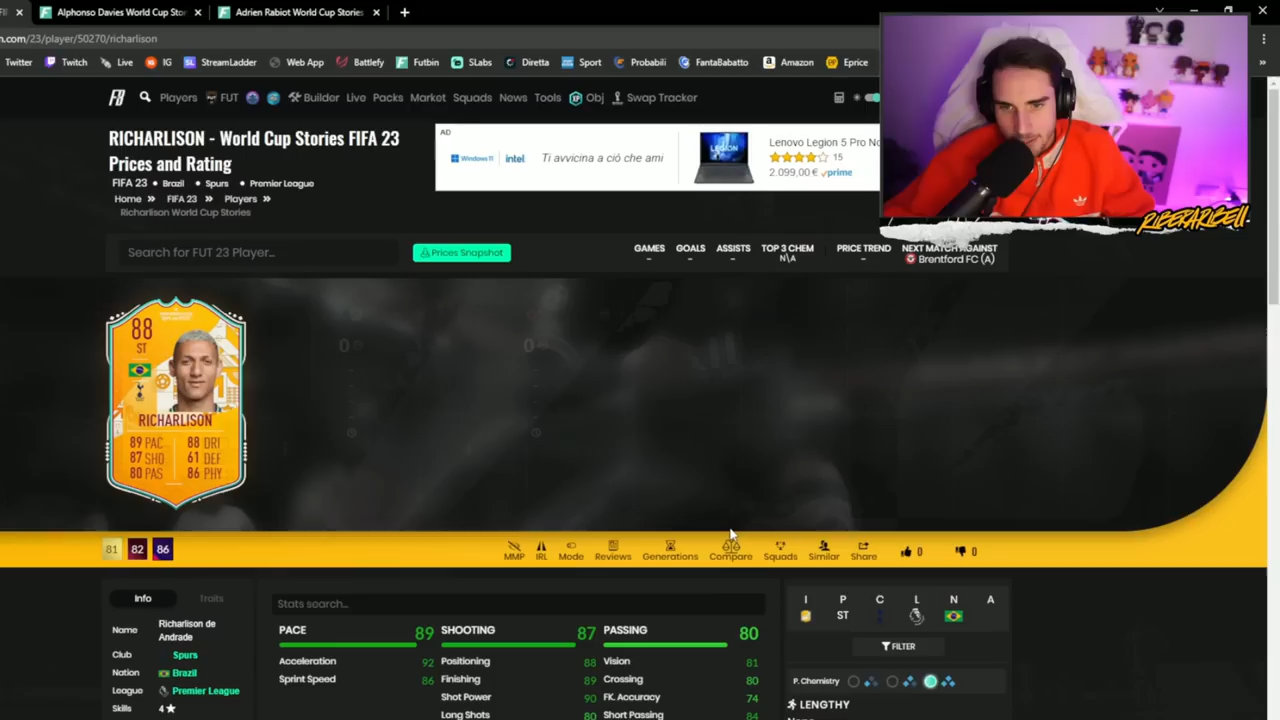 Alphonso Davies World Cup Stor
Adrien Rabiot World Cup Stories
h.com/23/player/50270/richarlison
Twitter Twitch Live IG StreamLadder Web App Battlefy Futbin SLabs Diretta Sport Probabili FantaBabatto Amazon Eprice
Players FUT Builder Live Packs Market Squads News Tools Obj Swap Tracker
RICHARLISON - World Cup Stories FIFA 23
Prices and Rating
FIFA 23 • Brazil • Spurs • Premier League
Home » FIFA 23 » Players »
Richarlison World Cup Stories
AD
Windows 11 intel Ti avvicina a ciò che ami
LEGION
Lenovo Legion 5 Pro No
15
2.099,00 € prime
RIBERARIBELL
Search for FUT 23 Player...
Prices Snapshot
GAMES GOALS ASSISTS TOP 3 CHEM PRICE TREND NEXT MATCH AGAINST
- - - N\A - Brentford FC (A)
88
ST
RICHARLISON
89 PAC 88 DRI
87 SHO 61 DEF
80 PAS 86 PHY
81 82 86
MMP IRL Mode Reviews Generations Compare Squads Similar Share 0 0
Info Traits
Name Richarlison de Andrade
Club Spurs
Nation Brazil
League Premier League
Skills 4★
Stats search...
PACE 89 SHOOTING 87 PASSING 80
Acceleration 92 Positioning 88 Vision 81
Sprint Speed 86 Finishing 89 Crossing 80
Shot Power 90 FK. Accuracy 74
Long Shots 80 Short Passing 84
I P C L N A
ST
FILTER
P. Chemistry
LENGTHY